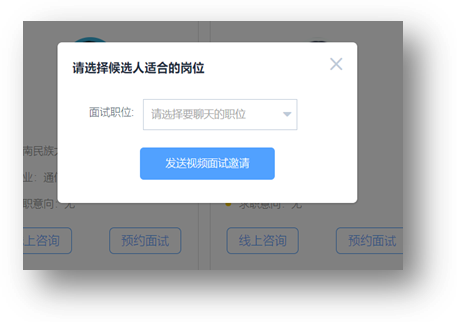 请选择候选人适合的岗位
面试职位: 请选择要聊天的职位
发送视频面试邀请
南民族
业：通信
职意向：无
求职意向：无
上咨询
预约面试
线上咨询
预约面试